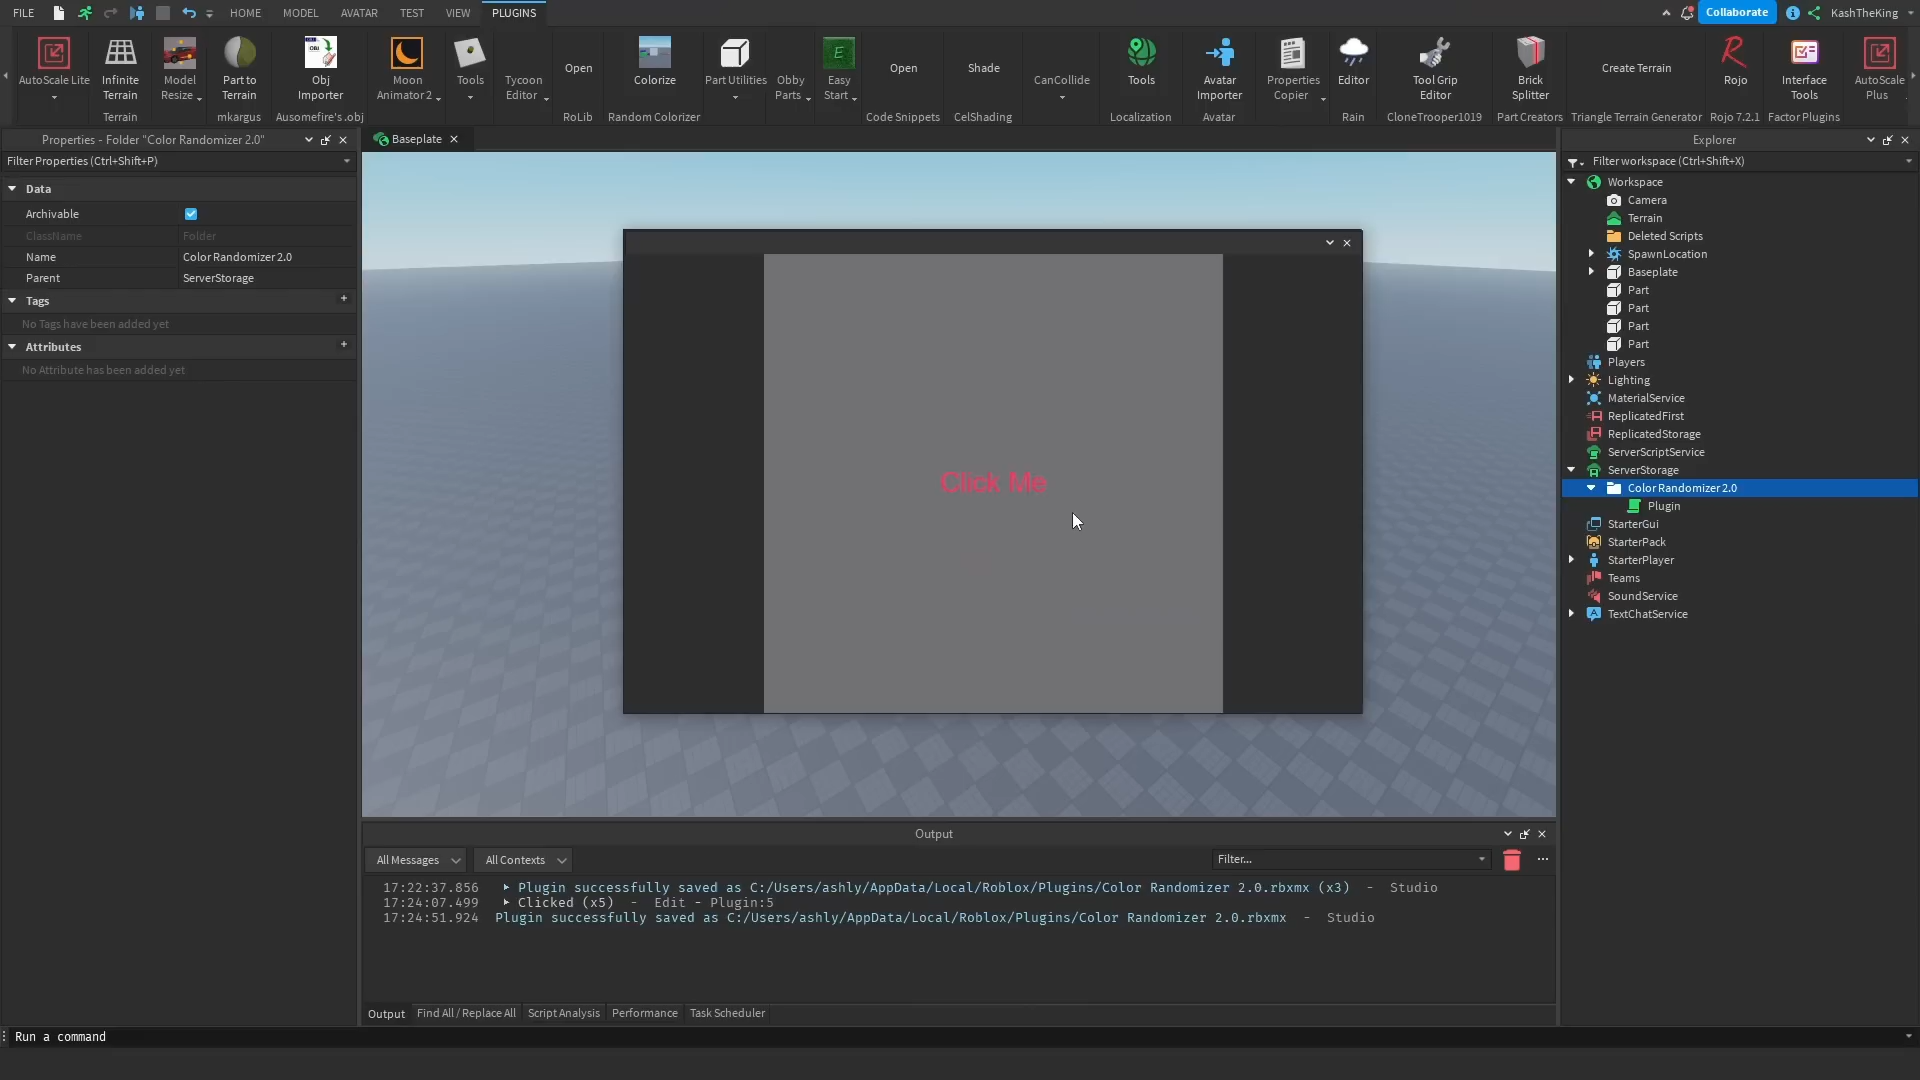 FILE HOME MODEL AVATAR TEST VIEW PLUGINS Collaborate KashTheKing
AutoScale Lite
Infinite Terrain
Terrain
Model Resize
Part to Terrain
mkargus
Obj Importer
Ausomefire's .obj
OBJ
Moon Animator 2
Tools
Tycoon Editor
Open
RoLib
Colorize
Random Colorizer
Part Utilities
Obby Parts
E
Easy Start
Open
Code Snippets
Shade
CelShading
CanCollide
Tools
Localization
Avatar Importer
Avatar
Properties Copier
Editor
Rain
Tool Grip Editor
CloneTrooper1019
Brick Splitter
Part Creators
Create Terrain
Triangle Terrain Generator
Rojo
Rojo 7.2.1
Interface Tools
Factor Plugins
AutoScale Plus
Properties - Folder "Color Randomizer 2.0"
Filter Properties (Ctrl+Shift+P)
Data
Archivable
ClassName Folder
Name Color Randomizer 2.0
Parent ServerStorage
Tags +
No Tags have been added yet
Attributes +
No Attribute has been added yet
Baseplate
Click Me
Explorer
Filter workspace (Ctrl+Shift+X)
Workspace
Camera
Terrain
Deleted Scripts
SpawnLocation
Baseplate
Part
Part
Part
Part
Players
Lighting
MaterialService
ReplicatedFirst
ReplicatedStorage
ServerScriptService
ServerStorage
Color Randomizer 2.0
Plugin
StarterGui
StarterPack
StarterPlayer
Teams
SoundService
TextChatService
Output
All Messages All Contexts Filter... ...
17:22:37.856 Plugin successfully saved as C:/Users/ashly/AppData/Local/Roblox/Plugins/Color Randomizer 2.0.rbxmx (x3) - Studio
17:24:07.499 Clicked (x5) - Edit - Plugin:5
17:24:51.924 Plugin successfully saved as C:/Users/ashly/AppData/Local/Roblox/Plugins/Color Randomizer 2.0.rbxmx - Studio
Output Find All / Replace All Script Analysis Performance Task Scheduler
Run a command